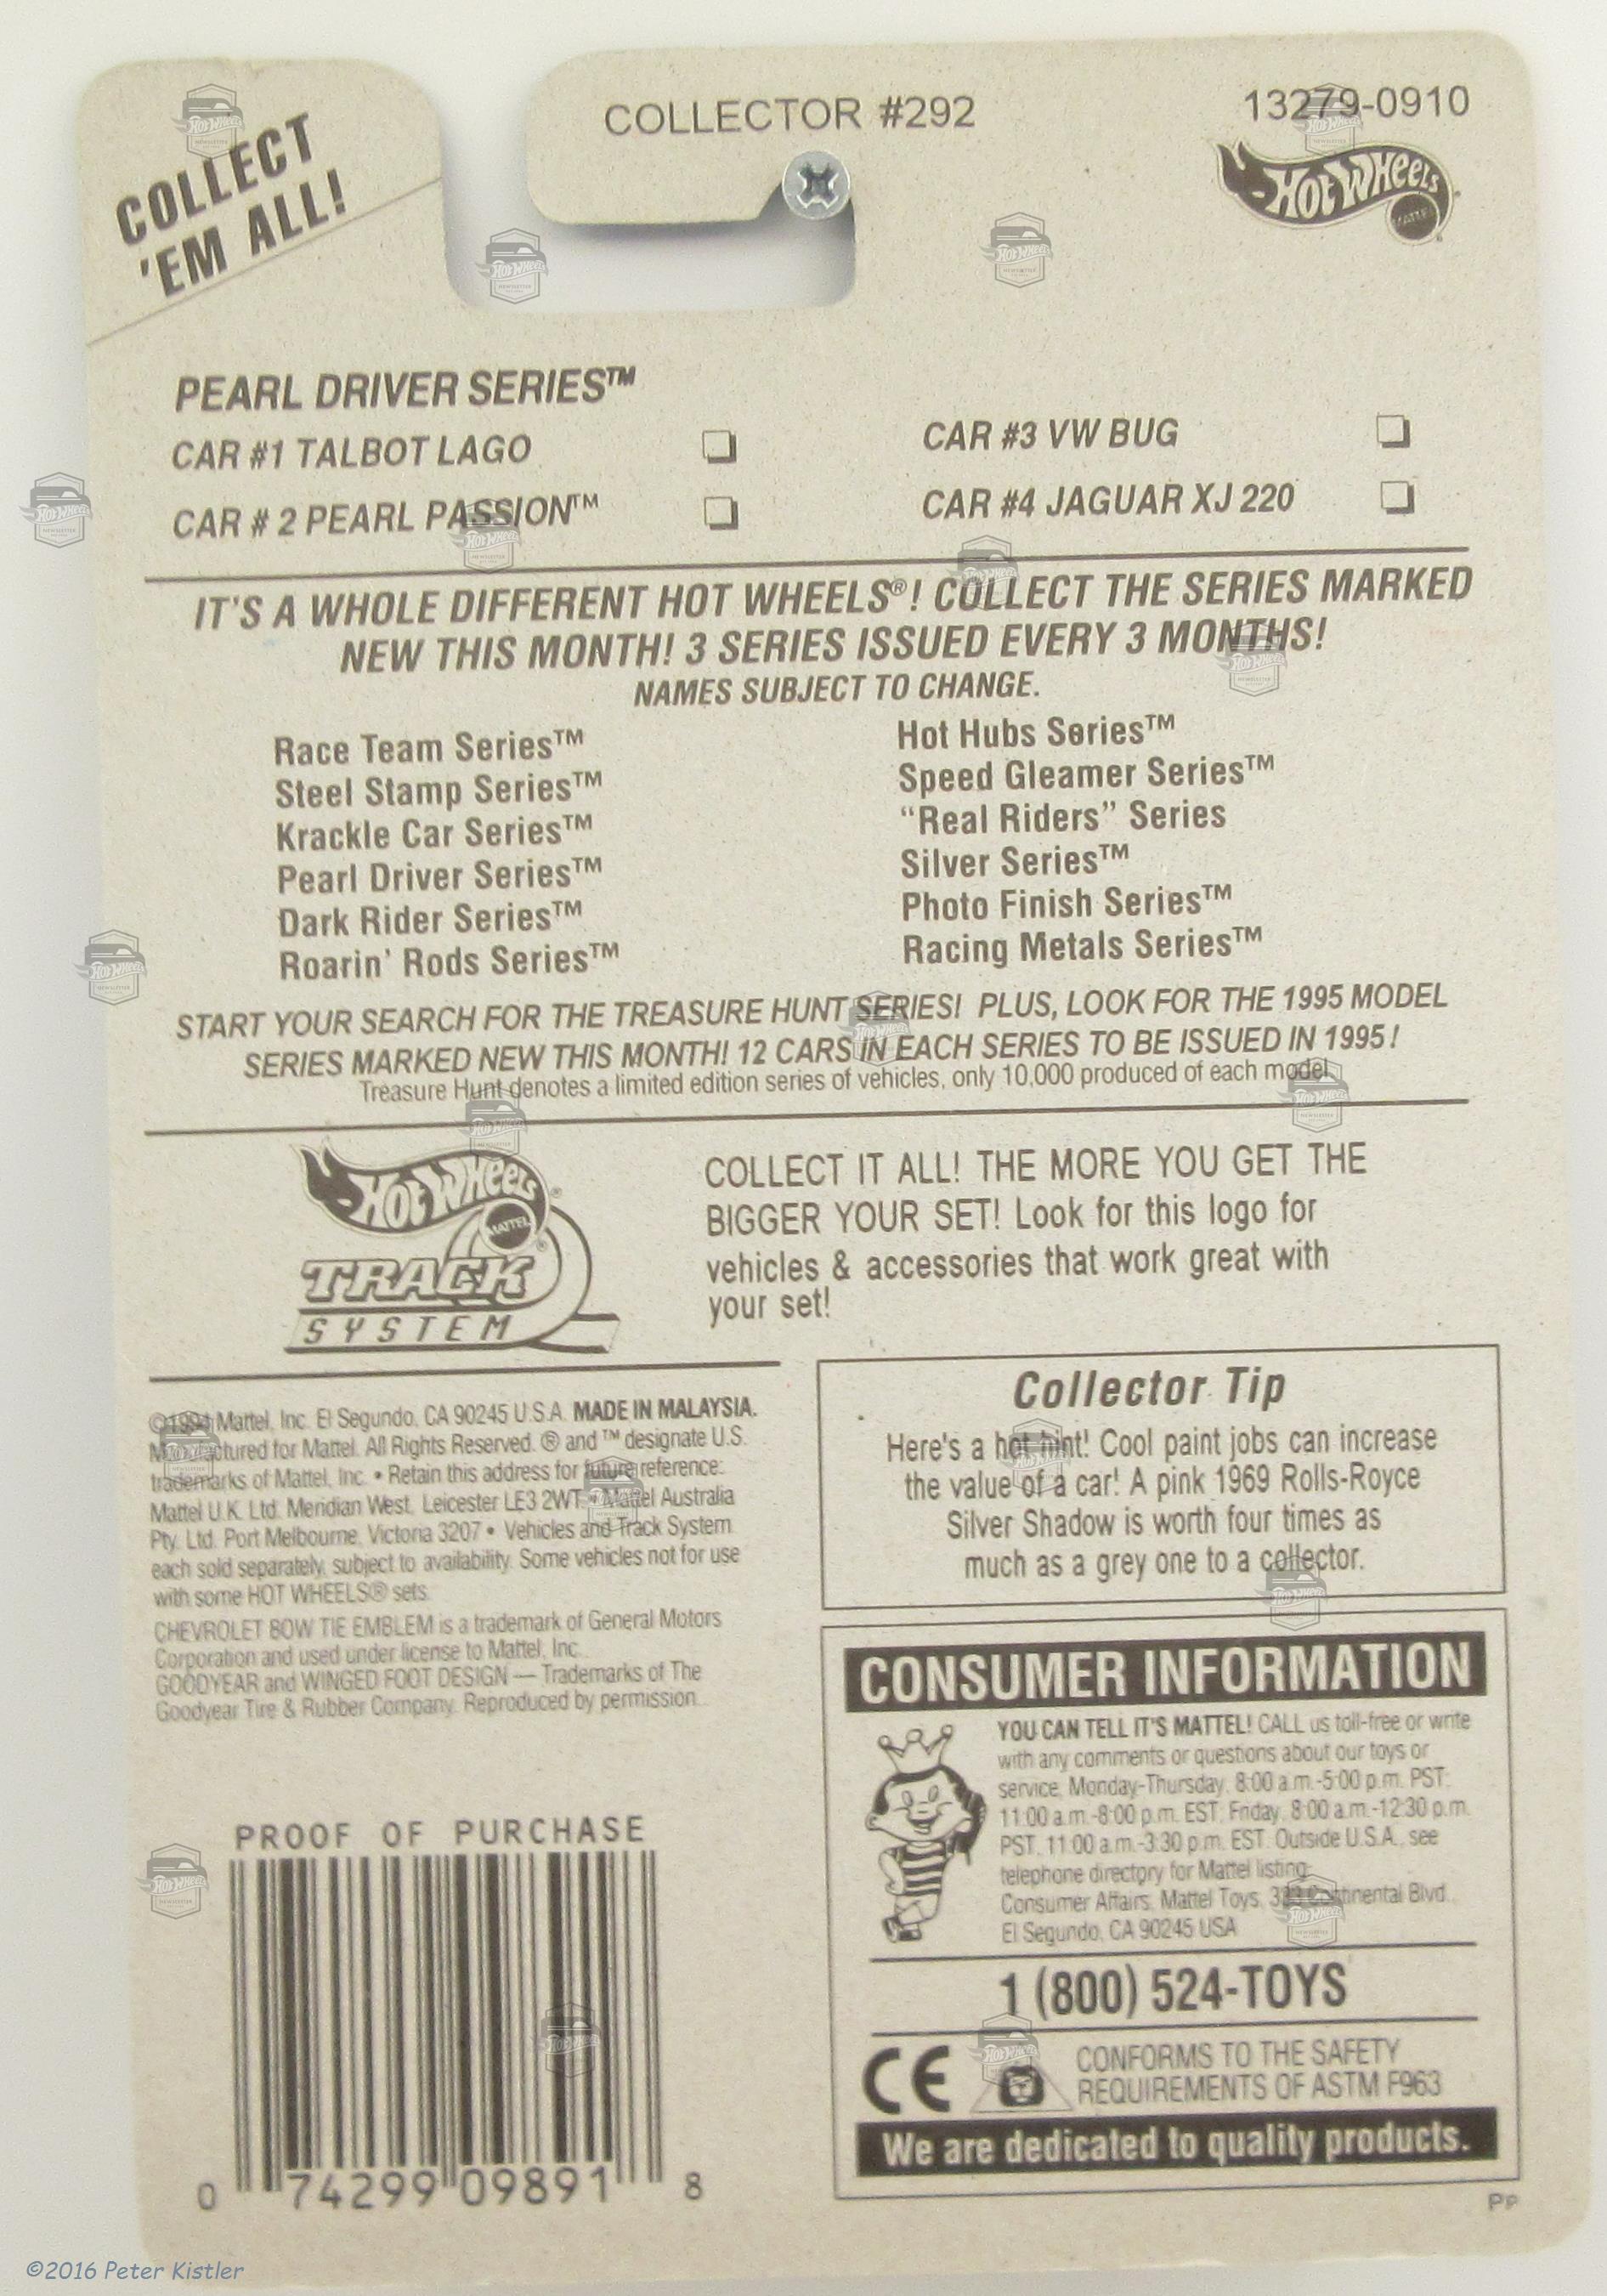 COLLECT
'EM ALL!
COLLECTOR #292
13279-0910
Hot Wheels
MATTEL
PEARL DRIVER SERIES™
CAR #1 TALBOT LAGO
CAR # 2 PEARL PASSION™
CAR #3 VW BUG
CAR #4 JAGUAR XJ 220
IT'S A WHOLE DIFFERENT HOT WHEELS®! COLLECT THE SERIES MARKED
NEW THIS MONTH! 3 SERIES ISSUED EVERY 3 MONTHS!
NAMES SUBJECT TO CHANGE.
Race Team Series™
Steel Stamp Series™
Krackle Car Series™
Pearl Driver Series™
Dark Rider Series™
Roarin' Rods Series™
Hot Hubs Series™
Speed Gleamer Series™
“Real Riders” Series
Silver Series™
Photo Finish Series™
Racing Metals Series™
START YOUR SEARCH FOR THE TREASURE HUNT SERIES! PLUS, LOOK FOR THE 1995 MODEL
SERIES MARKED NEW THIS MONTH! 12 CARS IN EACH SERIES TO BE ISSUED IN 1995!
Treasure Hunt denotes a limited edition series of vehicles, only 10,000 produced of each model.
Hot Wheels®
MATTEL®
TRACK
SYSTEM
COLLECT IT ALL! THE MORE YOU GET THE
BIGGER YOUR SET! Look for this logo for
vehicles & accessories that work great with
your set!
©1994 Mattel, Inc. El Segundo, CA 90245 U.S.A. MADE IN MALAYSIA.
Manufactured for Mattel. All Rights Reserved. ® and ™ designate U.S.
trademarks of Mattel, Inc. • Retain this address for future reference:
Mattel U.K. Ltd. Meridian West, Leicester LE3 2WT. • Mattel Australia
Pty. Ltd. Port Melbourne, Victoria 3207 • Vehicles and Track System
each sold separately, subject to availability. Some vehicles not for use
with some HOT WHEELS® sets.
CHEVROLET BOW TIE EMBLEM is a trademark of General Motors
Corporation and used under license to Mattel, Inc.
GOODYEAR and WINGED FOOT DESIGN — Trademarks of The
Goodyear Tire & Rubber Company. Reproduced by permission.
Collector Tip
Here's a hot hint! Cool paint jobs can increase
the value of a car! A pink 1969 Rolls-Royce
Silver Shadow is worth four times as
much as a grey one to a collector.
CONSUMER INFORMATION
YOU CAN TELL IT'S MATTEL! CALL us toll-free or write
with any comments or questions about our toys or
service, Monday-Thursday, 8:00 a.m.-5:00 p.m. PST;
11:00 a.m.-8:00 p.m. EST; Friday, 8:00 a.m.-12:30 p.m.
PST, 11:00 a.m.-3:30 p.m. EST. Outside U.S.A., see
telephone directory for Mattel listing.
Consumer Affairs, Mattel Toys, 333 Continental Blvd.,
El Segundo, CA 90245 USA
1 (800) 524-TOYS
CE
CONFORMS TO THE SAFETY
REQUIREMENTS OF ASTM F963
We are dedicated to quality products.
PP
PROOF OF PURCHASE
0 74299 09891 8
©2016 Peter Kistler